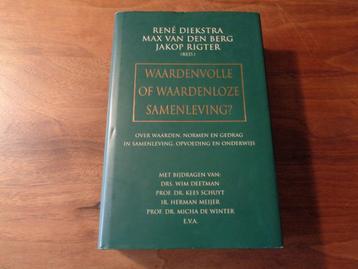 RENÉ DIEKSTRA
MAX VAN DEN BERG
JAKOP RIGTER
(RED.)
WAARDENVOLLE
OF WAARDENLOZE
SAMENLEVING?
OVER WAARDEN, NORMEN EN GEDRAG
IN SAMENLEVING, OPVOEDING EN ONDERWIJS
MET BIJDRAGEN VAN:
DRS. WIM DEETMAN
PROF. DR. KEES SCHUYT
IR. HERMAN MEIJER
PROF. DR. MICHA DE WINTER
E.V.A.